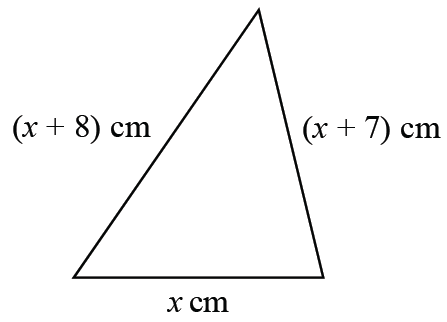 (x + 8) cm
(x + 7) cm
x cm